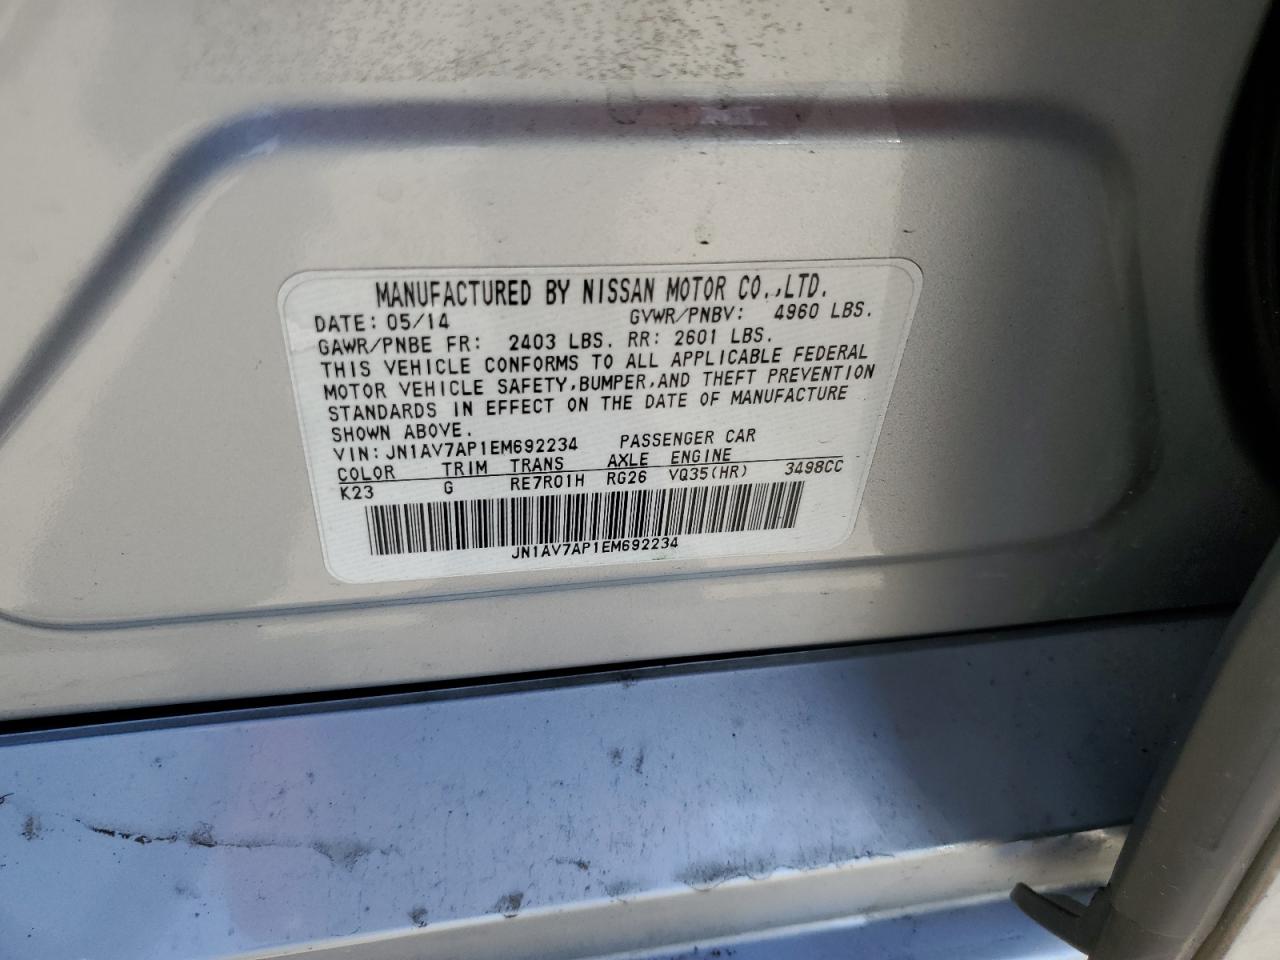 MANUFACTURED BY NISSAN MOTOR CO.,LTD.
DATE: 05/14 GVWR/PNBV: 4960 LBS.
GAWR/PNBE FR: 2403 LBS. RR: 2601 LBS.
THIS VEHICLE CONFORMS TO ALL APPLICABLE FEDERAL
MOTOR VEHICLE SAFETY,BUMPER,AND THEFT PREVENTION
STANDARDS IN EFFECT ON THE DATE OF MANUFACTURE
SHOWN ABOVE.
VIN: JN1AV7AP1EM692234 PASSENGER CAR
COLOR TRIM TRANS AXLE ENGINE
K23 G RE7R01H RG26 VQ35(HR) 3498CC
JN1AV7AP1EM692234